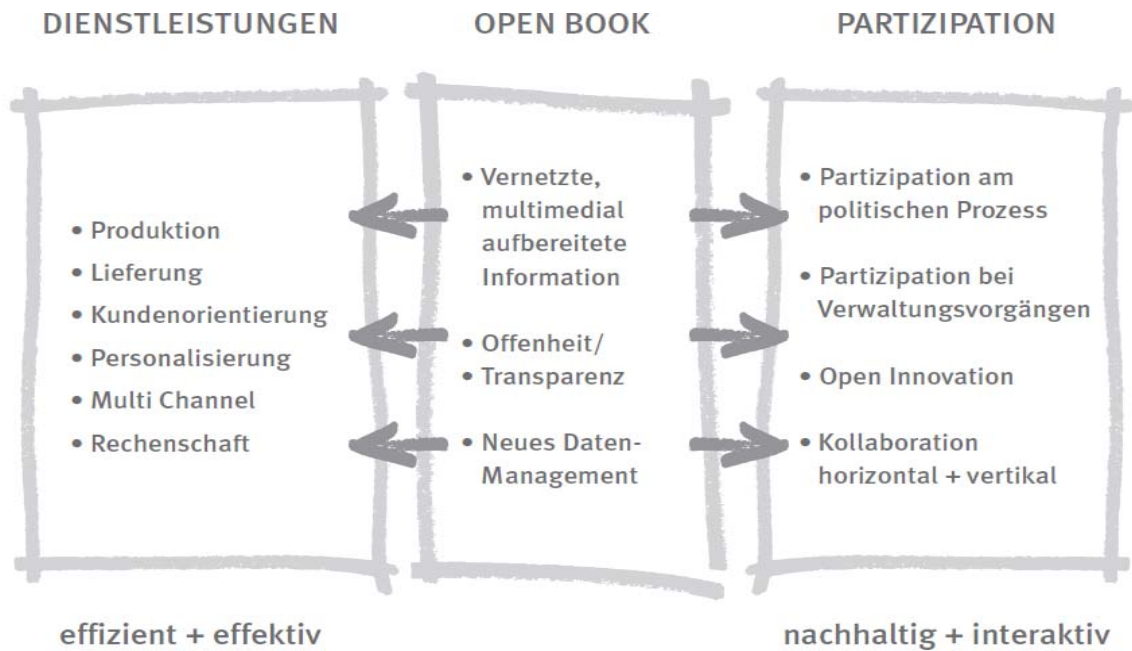 DIENSTLEISTUNGEN
OPEN BOOK
PARTIZIPATION
• Produktion
• Lieferung
• Kundenorientierung
• Personalisierung
• Multi Channel
• Rechenschaft
• Vernetzte,
multimedial
aufbereitete
Information
• Offenheit/
• Transparenz
• Neues Daten-
Management
• Partizipation am
politischen Prozess
• Partizipation bei
Verwaltungsvorgängen
• Open Innovation
• Kollaboration
horizontal + vertikal
effizient + effektiv
nachhaltig + interaktiv